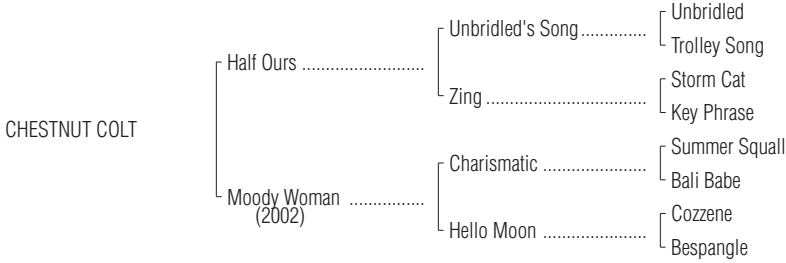 Unbridled
Unbridled's Song..............
Trolley Song
Half Ours ..........................
Storm Cat
Zing ..................................
Key Phrase
CHESTNUT COLT
Summer Squall
Charismatic ......................
Bali Babe
Moody Woman ................
(2002)
Cozzene
Hello Moon ......................
Bespangle